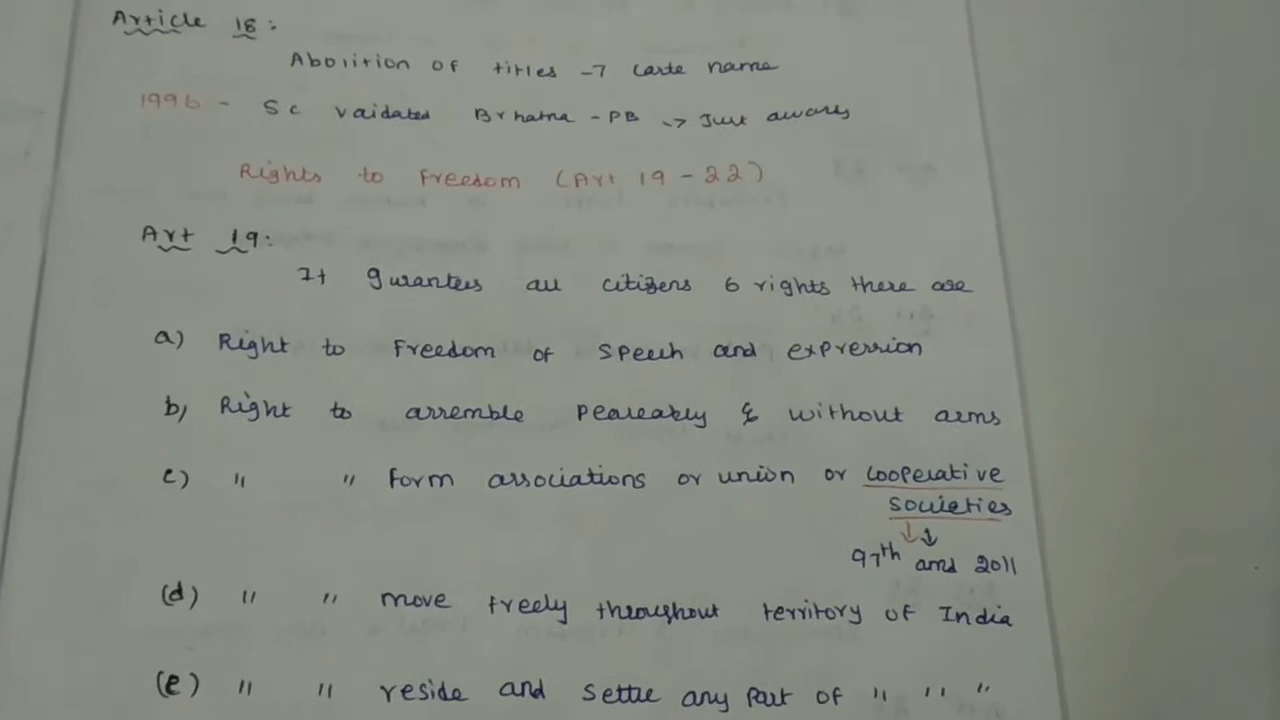 Article 18:
Abolition of titles → caste name
1996 - SC vaidated Brhatna - PB → Just awards
Rights to Freedom (Art 19-22)
Art 19:
It gurantees all citizens 6 rights there are
a) Right to Freedom of speech and expression
b) Right to assemble peaceably & without arms
c) " " form associations or union or cooperative
societies
97th amd 2011
(d) " " move freely throughout territory of India
(e) " " reside and settle any part of " " "